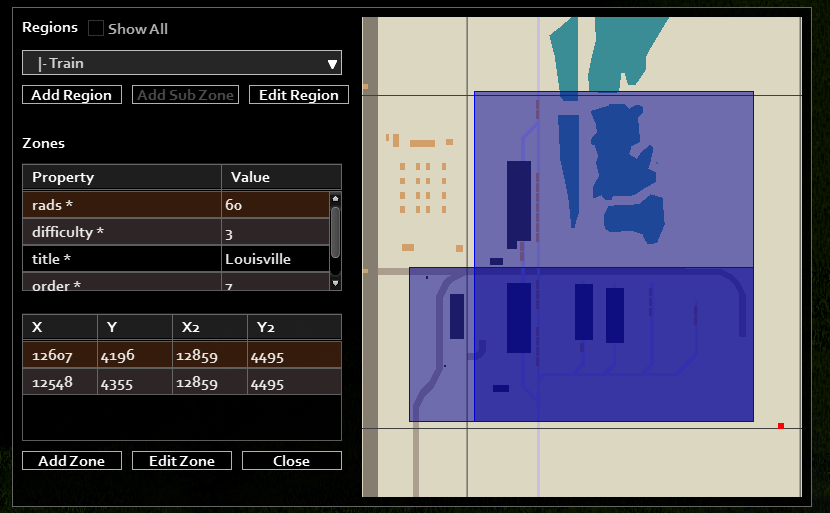 Regions Show All
|- Train
Add Region Add Sub Zone Edit Region
Zones
Property Value
rads * 60
difficulty * 3
title * Louisville
order * 7
X Y X2 Y2
12607 4196 12859 4495
12548 4355 12859 4495
Add Zone Edit Zone Close